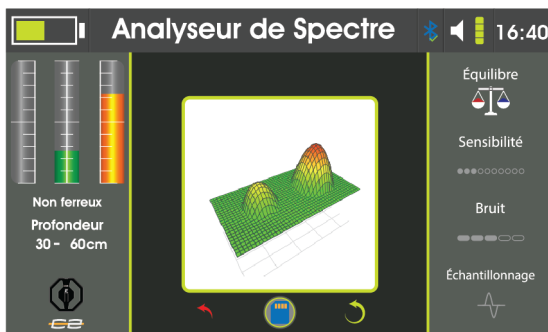 Analyseur de Spectre
16:40
Non ferreux
Profondeur
30 - 60cm
Équilibre
Sensibilité
Bruit
Échantillonnage